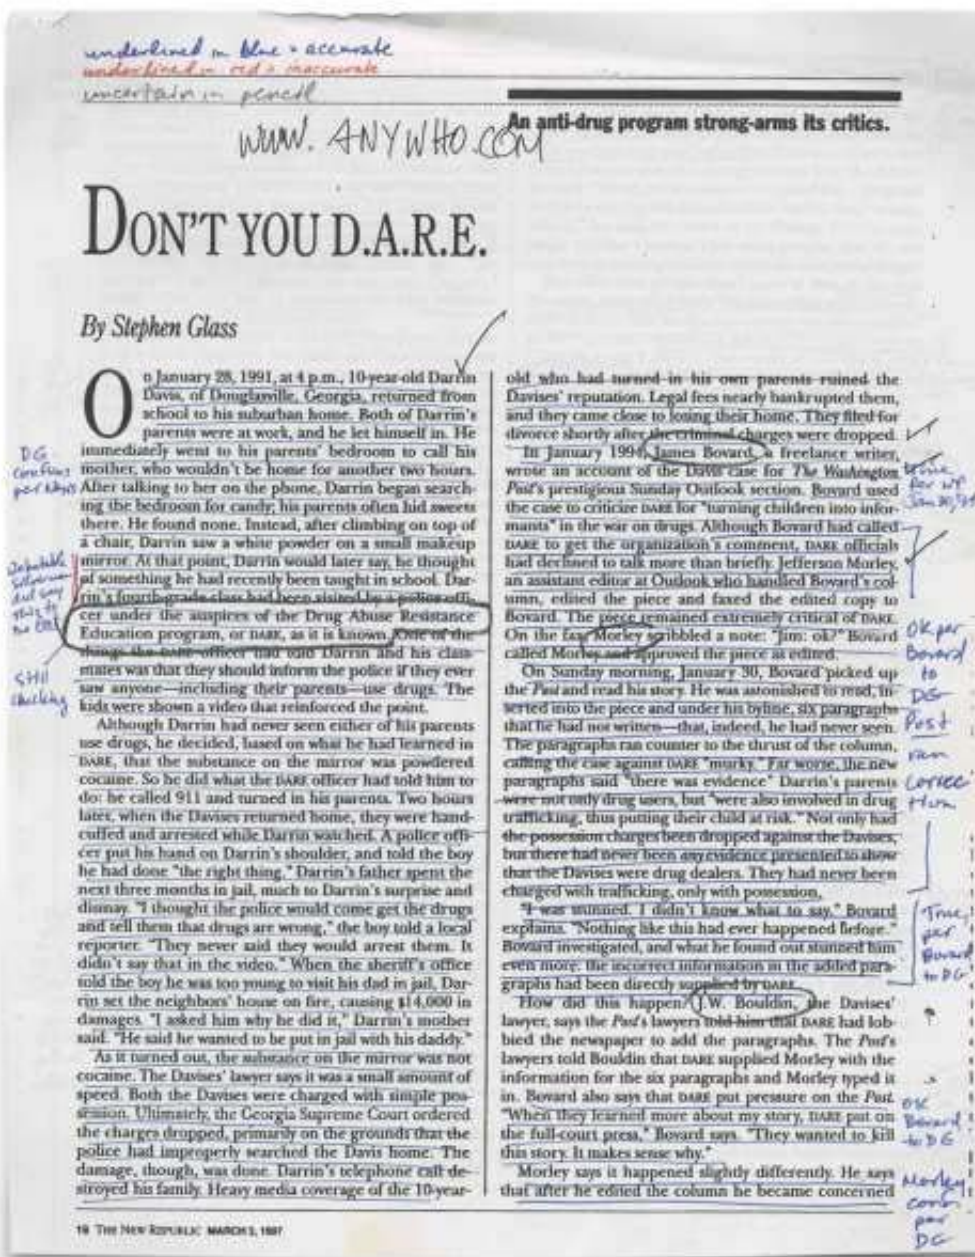 underlined in blue = accurate
underlined in red = inaccurate
uncertain in pencil
An anti-drug program strong-arms its critics.
www. ANYWHO.COM
DON'T YOU D.A.R.E.
By Stephen Glass
On January 28, 1991, at 4 p.m., 10-year-old Darrin
Davis, of Douglasville, Georgia, returned from
school to his suburban home. Both of Darrin's
parents were at work, and he let himself in. He
immediately went to his parents' bedroom to call his
mother, who wouldn't be home for another two hours.
After talking to her on the phone, Darrin began search-
ing the bedroom for candy; his parents often hid sweets
there. He found none. Instead, after climbing on top of
a chair, Darrin saw a white powder on a small makeup
mirror. At that point, Darrin would later say, he thought
of something he had recently been taught in school. Dar-
rin's fourth-grade class had been visited by a police offi-
cer under the auspices of the Drug Abuse Resistance
Education program, or DARE, as it is known. One of the
things the DARE officer had told Darrin and his class-
mates was that they should inform the police if they ever
saw anyone—including their parents—use drugs. The
kids were shown a video that reinforced the point.
Although Darrin had never seen either of his parents
use drugs, he decided, based on what he had learned in
DARE, that the substance on the mirror was powdered
cocaine. So he did what the DARE officer had told him to
do: he called 911 and turned in his parents. Two hours
later, when the Davises returned home, they were hand-
cuffed and arrested while Darrin watched. A police offi-
cer put his hand on Darrin's shoulder, and told the boy
he had done "the right thing." Darrin's father spent the
next three months in jail, much to Darrin's surprise and
dismay. "I thought the police would come get the drugs
and tell them that drugs are wrong," the boy told a local
reporter. "They never said they would arrest them. It
didn't say that in the video." When the sheriff's office
told the boy he was too young to visit his dad in jail, Dar-
rin set the neighbors' house on fire, causing $14,000 in
damages. "I asked him why he did it," Darrin's mother
said. "He said he wanted to be put in jail with his daddy."
As it turned out, the substance on the mirror was not
cocaine. The Davises' lawyer says it was a small amount of
speed. Both the Davises were charged with simple pos-
session. Ultimately, the Georgia Supreme Court ordered
the charges dropped, primarily on the grounds that the
police had improperly searched the Davis home. The
damage, though, was done. Darrin's telephone call de-
stroyed his family. Heavy media coverage of the 10-year-
DG
confirms
per
Still
checking
old who had turned in his own parents ruined the
Davises' reputation. Legal fees nearly bankrupted them,
and they came close to losing their home. They filed for
divorce shortly after the criminal charges were dropped.
In January 1994, James Bovard, a freelance writer,
wrote an account of the Davis case for The Washington
Post's prestigious Sunday Outlook section. Bovard used
the case to criticize DARE for "turning children into infor-
mants" in the war on drugs. Although Bovard had called
DARE to get the organization's comment, DARE officials
had declined to talk more than briefly. Jefferson Morley,
an assistant editor at Outlook who handled Bovard's col-
umn, edited the piece and faxed the edited copy to
Bovard. The piece remained extremely critical of DARE.
On the fax Morley scribbled a note: "Jim: ok?" Bovard
called Morley and approved the piece as edited.
On Sunday morning, January 30, Bovard picked up
the Post and read his story. He was astonished to read, in-
serted into the piece and under his byline, six paragraphs
that he had not written—that, indeed, he had never seen.
The paragraphs ran counter to the thrust of the column,
calling the case against DARE "murky." Far worse, the new
paragraphs said "there was evidence" Darrin's parents
were not only drug users, but "were also involved in drug
trafficking, thus putting their child at risk." Not only had
the possession charges been dropped against the Davises,
but there had never been any evidence presented to show
that the Davises were drug dealers. They had never been
charged with trafficking, only with possession.
"I was stunned. I didn't know what to say," Bovard
explains. "Nothing like this had ever happened before."
Bovard investigated, and what he found out stunned him
even more: the incorrect information in the added para-
graphs had been directly supplied by DARE.
How did this happen? J.W. Bouldin, the Davises'
lawyer, says the Post's lawyers told him that DARE had lob-
bied the newspaper to add the paragraphs. The Post's
lawyers told Bouldin that DARE supplied Morley with the
information for the six paragraphs and Morley typed it
in. Bovard also says that DARE put pressure on the Post.
"When they learned more about my story, DARE put on
the full-court press," Bovard says. "They wanted to kill
this story. It makes sense why."
Morley says it happened slightly differently. He says
that after he edited the column he became concerned
per WP
OK per
Bovard
to
DG
Post
ran
correc-
tion
True,
per
Bovard
to DG
OK
Bovard
to DG
Morley
per
DG
18 THE NEW REPUBLIC MARCH 3, 1997